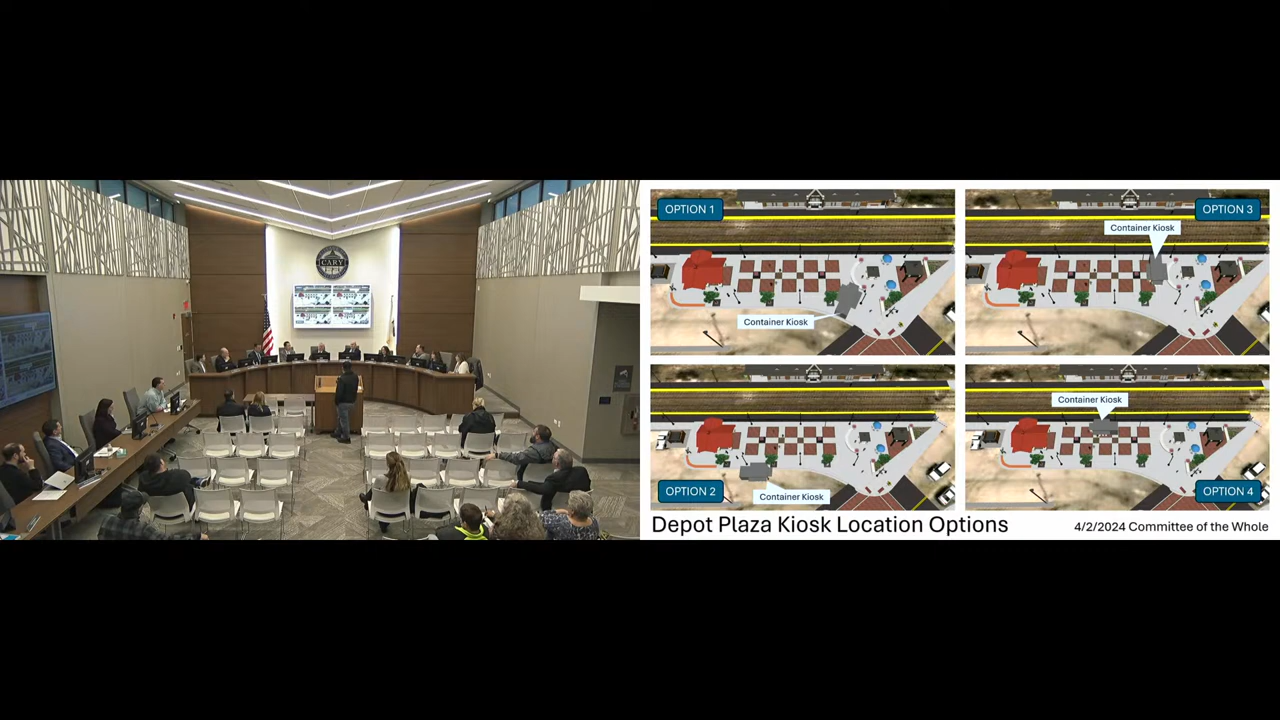 CARY
OPTION 1
Container Kiosk
OPTION 3
Container Kiosk
OPTION 2
Container Kiosk
OPTION 4
Container Kiosk
Depot Plaza Kiosk Location Options
4/2/2024 Committee of the Whole